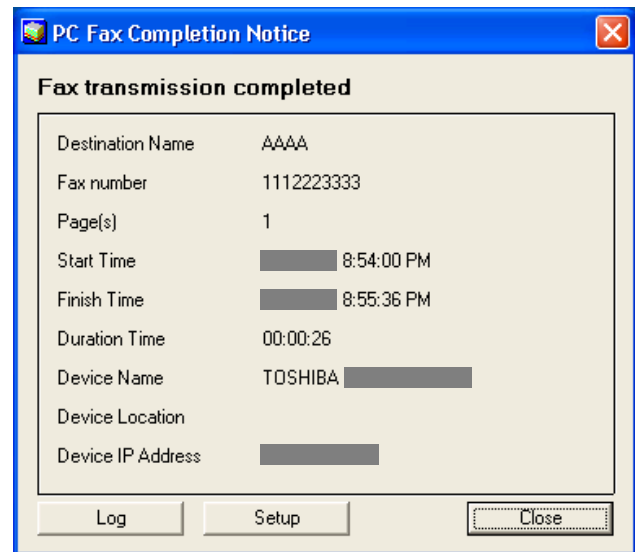 PC Fax Completion Notice
Fax transmission completed
Destination Name AAAA
Fax number 1112223333
Page(s) 1
Start Time 8:54:00 PM
Finish Time 8:55:36 PM
Duration Time 00:00:26
Device Name TOSHIBA
Device Location
Device IP Address
Log Setup Close